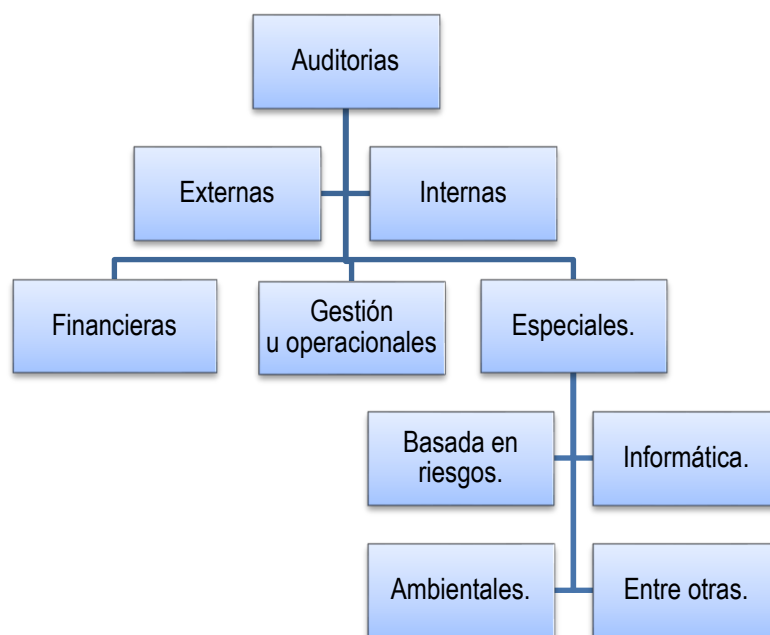 Auditorias
Externas
Internas
Financieras
Gestión
u operacionales
Especiales.
Basada en
riesgos.
Informática.
Ambientales.
Entre otras.